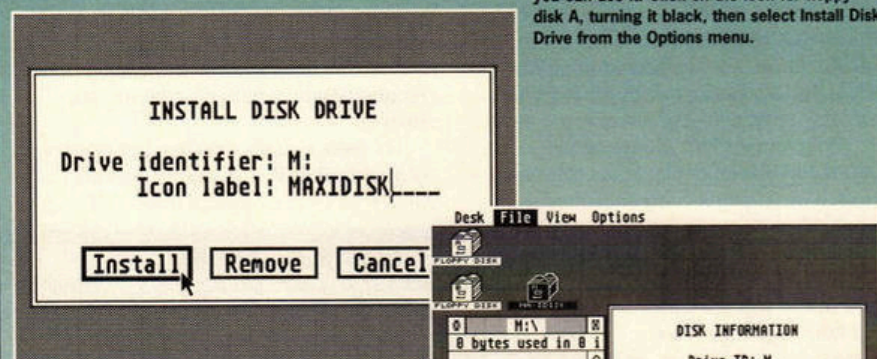 disk A, turning it black, then select Install Disk
Drive from the Options menu.
INSTALL DISK DRIVE
Drive identifier: M:
Icon label: MAXIDISK____
Install Remove Cancel
Desk File View Options
FLOPPY DISK
FLOPPY DISK MAXIDISK
M:\
0 bytes used in 0 i
DISK INFORMATION
Drive ID: M